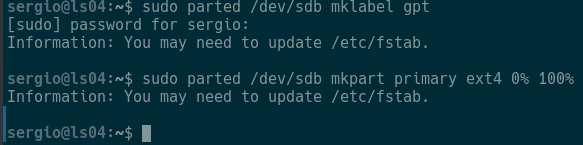 sergio@ls04:~$ sudo parted /dev/sdb mklabel gpt
[sudo] password for sergio:
Information: You may need to update /etc/fstab.
sergio@ls04:~$ sudo parted /dev/sdb mkpart primary ext4 0% 100%
Information: You may need to update /etc/fstab.
sergio@ls04:~$